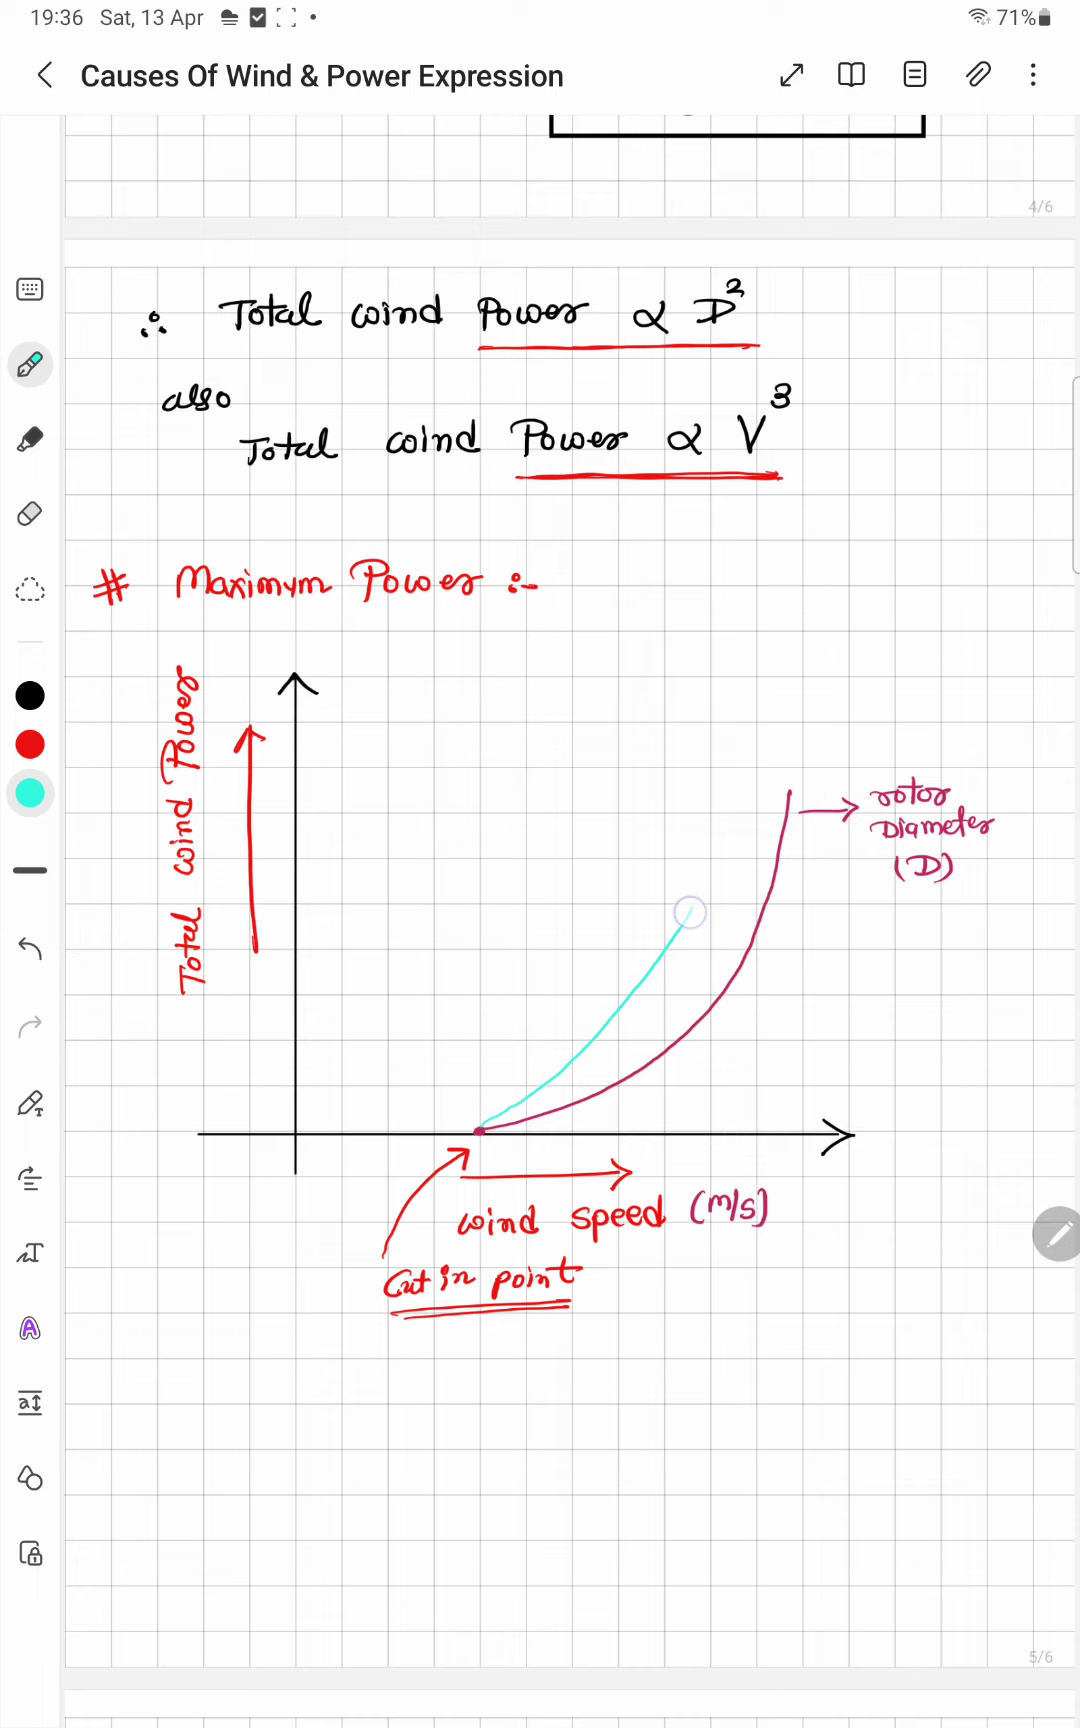 19:36 Sat, 13 Apr 71%
Causes Of Wind & Power Expression
4/6
∴ Total wind Power ∝ D²
also
Total wind Power ∝ V³
# Maximym Power :-
Total wind Power
rotor
Diameter
(D)
wind speed (m/s)
Cut in point
5/6